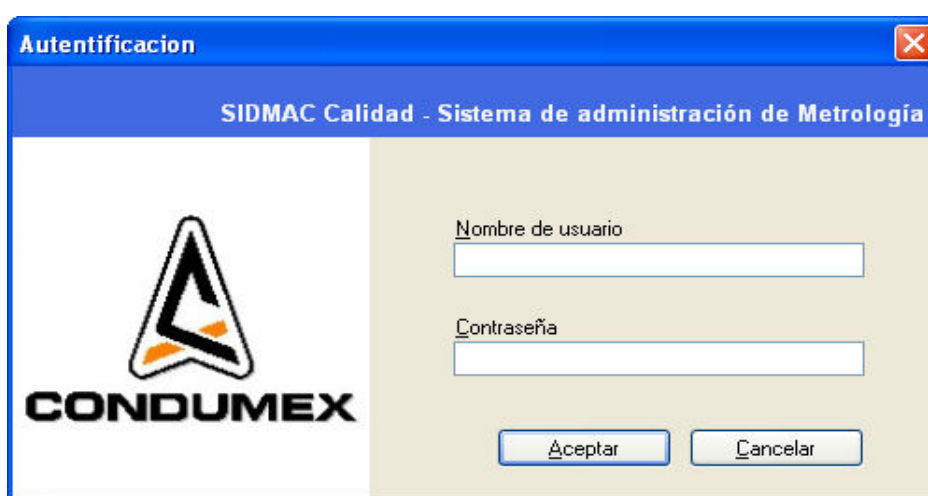 Autentificacion
SIDMAC Calidad - Sistema de administración de Metrología
Nombre de usuario
Contraseña
CONDUMEX
Aceptar
Cancelar